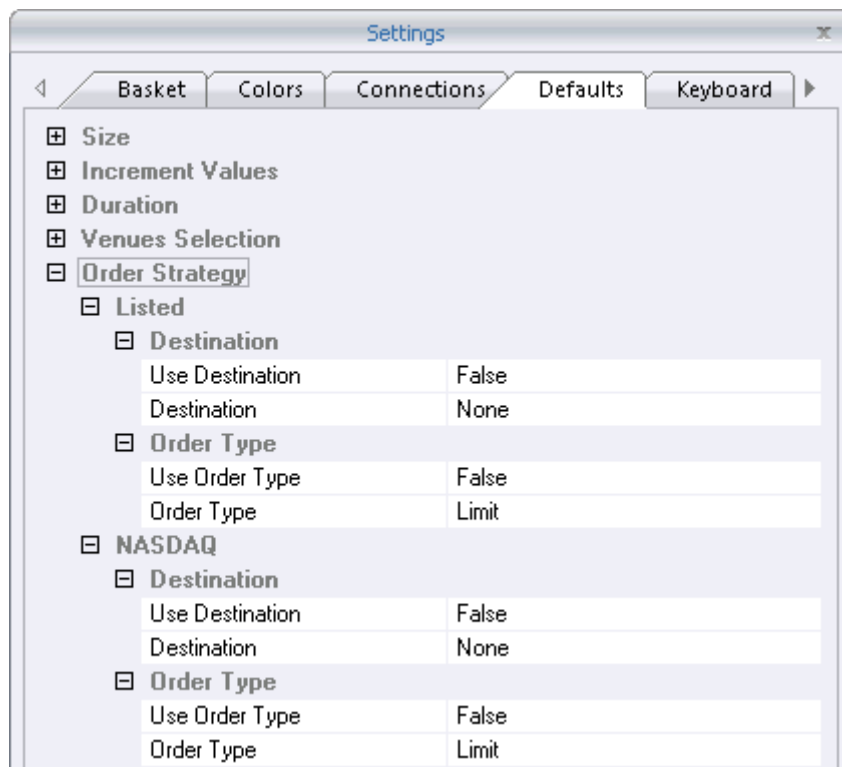 Settings
Basket Colors Connections Defaults Keyboard
Size
Increment Values
Duration
Venues Selection
Order Strategy
Listed
Destination
Use Destination False
Destination None
Order Type
Use Order Type False
Order Type Limit
NASDAQ
Destination
Use Destination False
Destination None
Order Type
Use Order Type False
Order Type Limit